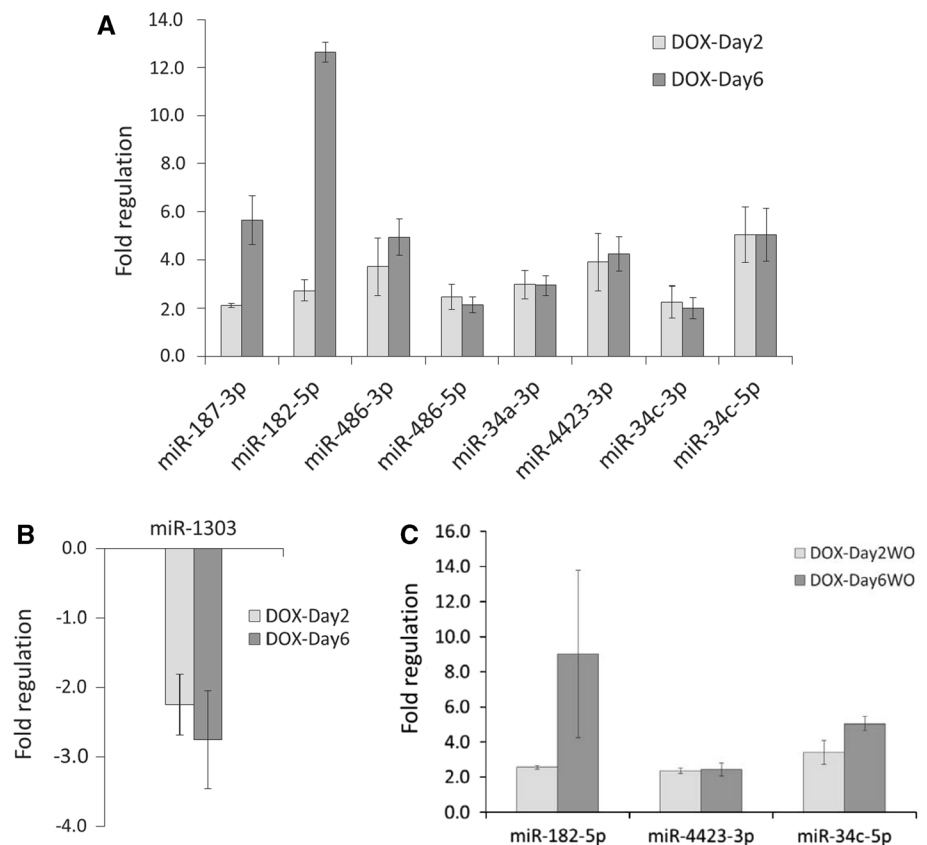 A
Fold regulation
14.0
12.0
10.0
8.0
6.0
4.0
2.0
0.0
DOX-Day2
DOX-Day6
miR-187-3p
miR-182-5p
miR-486-3p
miR-486-5p
miR-34a-3p
miR-4423-3p
miR-34c-3p
miR-34c-5p
B
miR-1303
Fold regulation
0.0
-1.0
-2.0
-3.0
-4.0
DOX-Day2
DOX-Day6
C
Fold regulation
16.0
14.0
12.0
10.0
8.0
6.0
4.0
2.0
0.0
DOX-Day2WO
DOX-Day6WO
miR-182-5p
miR-4423-3p
miR-34c-5p